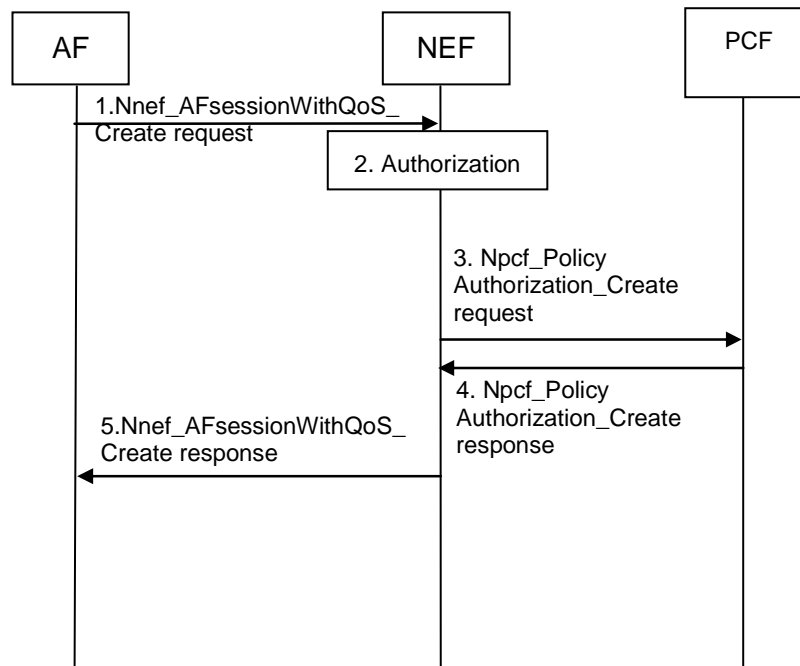 AF
NEF
PCF
1.Nnef_AFsessionWithQoS_
Create request
2. Authorization
3. Npcf_Policy
Authorization_Create
request
4. Npcf_Policy
Authorization_Create
response
5.Nnef_AFsessionWithQoS_
Create response